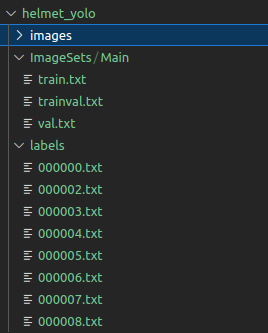 helmet_yolo
images
ImageSets / Main
train.txt
trainval.txt
val.txt
labels
000000.txt
000002.txt
000003.txt
000004.txt
000005.txt
000006.txt
000007.txt
000008.txt